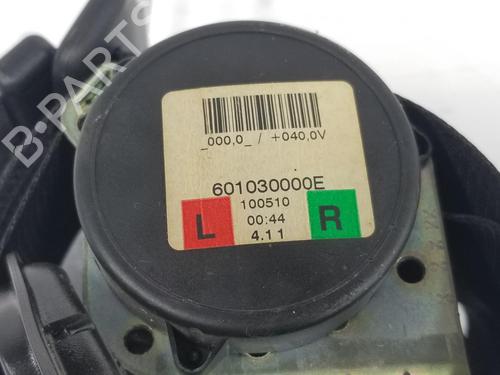 B-PARTS
_000,0_ / +040,0V
601030000E
100510
L
00:44
R
4.11